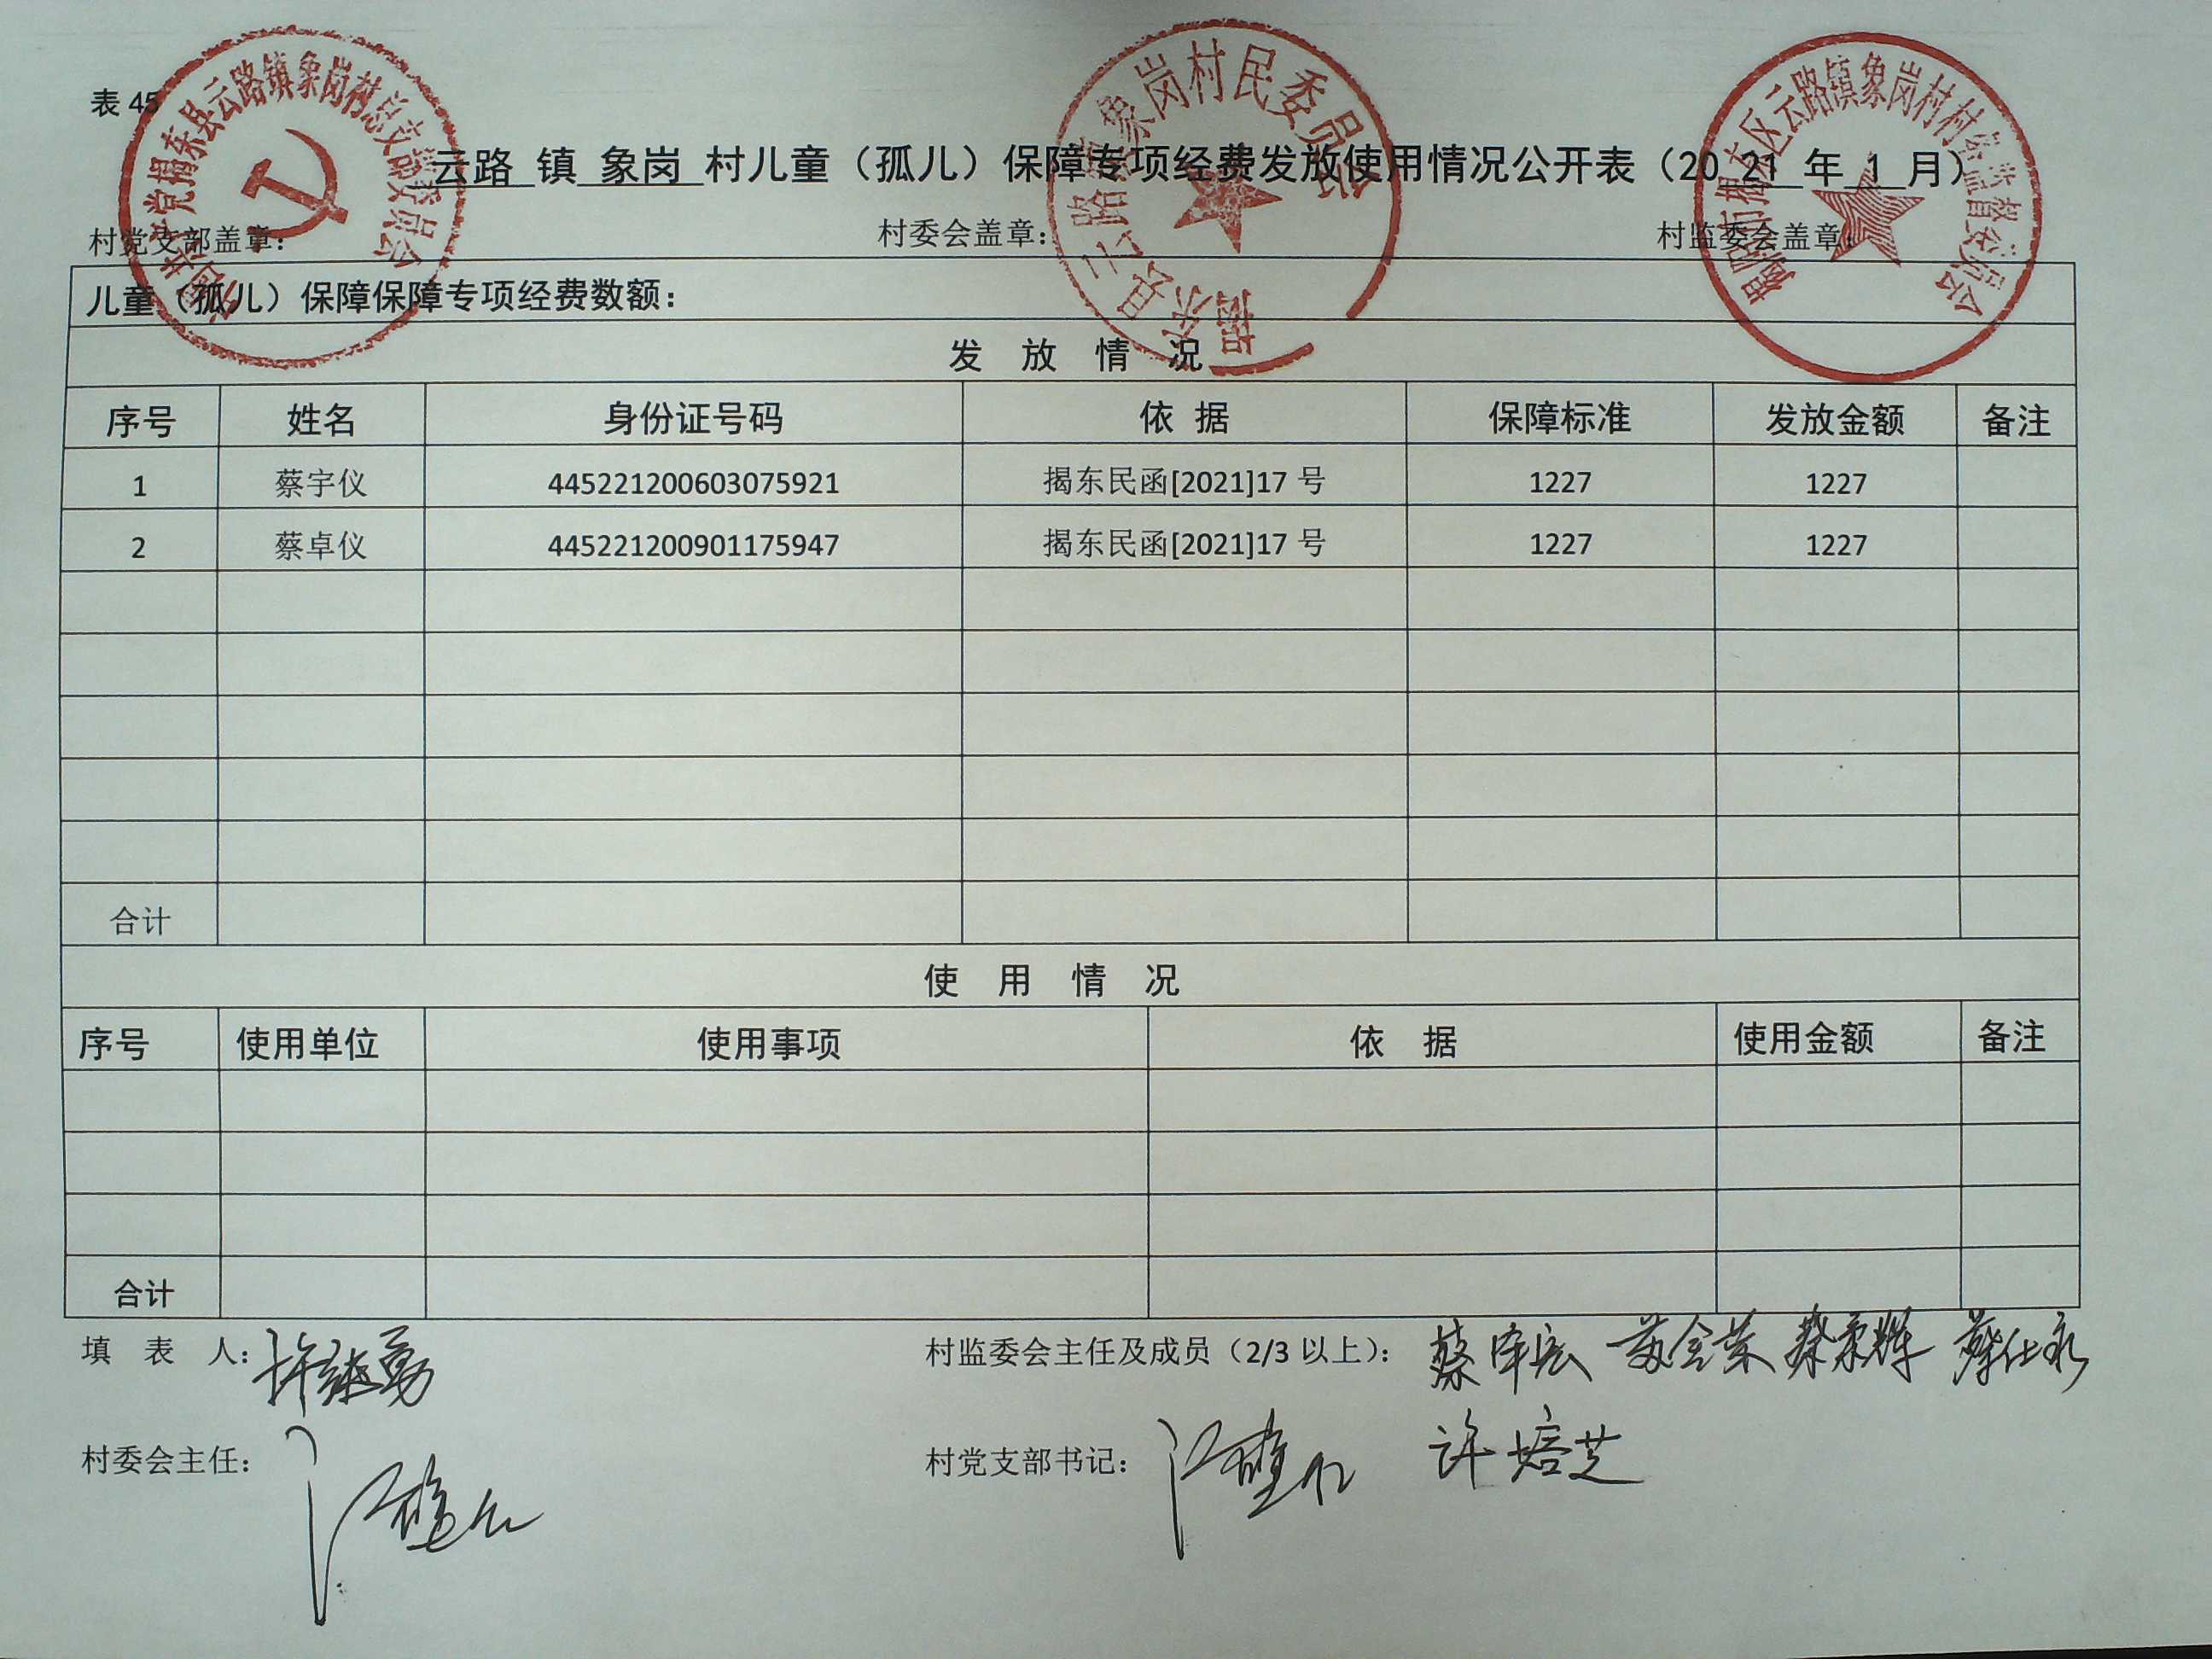 表 45
云路 镇 象岗 村儿童（孤儿）保障专项经费发放使用情况公开表（20 21 年 1 月）
村党支部盖章： 村委会盖章： 村监委会盖章：
儿童（孤儿）保障保障专项经费数额：
发 放 情 况
序号 姓名 身份证号码 依 据 保障标准 发放金额 备注
1 蔡宇仪 445221200603075921 揭东民函[2021]17 号 1227 1227
2 蔡卓仪 445221200901175947 揭东民函[2021]17 号 1227 1227
合计
使 用 情 况
序号 使用单位 使用事项 依 据 使用金额 备注
合计
填 表 人： 村监委会主任及成员（2/3 以上）：
村委会主任： 村党支部书记： 许培芝